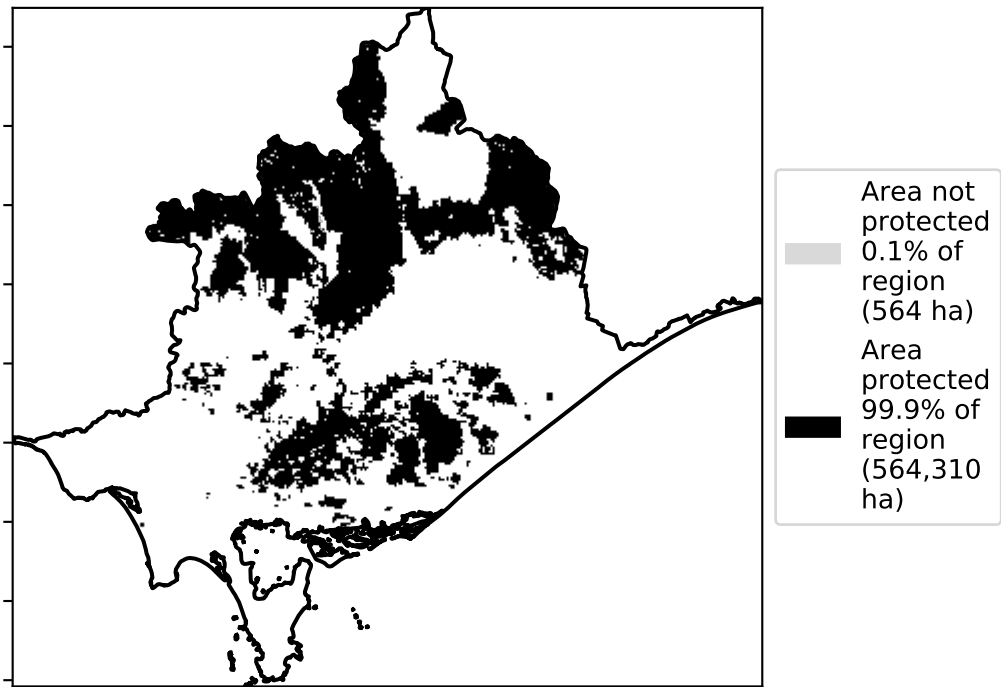 Area not
protected
0.1% of
region
(564 ha)
Area
protected
99.9% of
region
(564,310
ha)